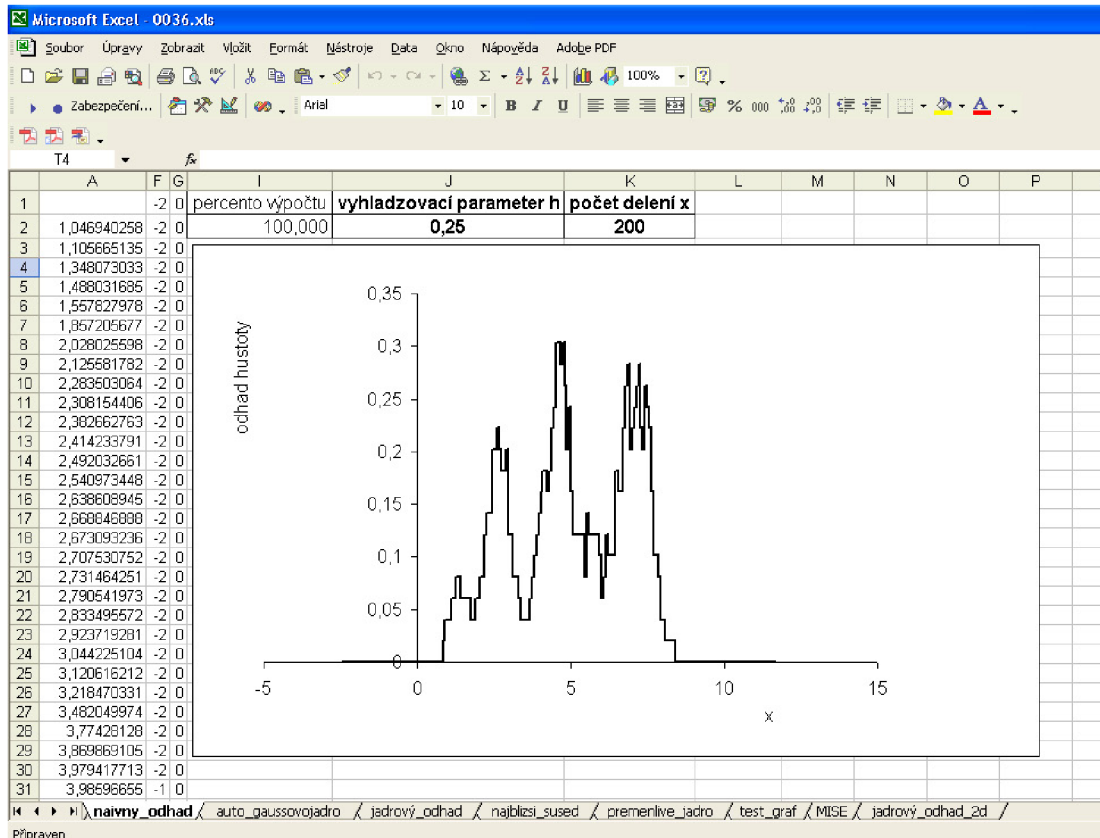 Microsoft Excel - 0036.xls
Soubor Úpravy Zobrazit Vložit Formát Nástroje Data Okno Nápověda Adobe PDF
100%
Zabezpečení... Arial 10 B I U % 000
T4 fx
A F G I J K L M N O P
1 -2 0 percento výpočtu vyhladzovací parameter h počet delení x
2 1,046940258 -2 0 100,000 0,25 200
3 1,105665135 -2 0
4 1,348073033 -2 0
5 1,488031685 -2 0
6 1,557827978 -2 0
7 1,857205677 -2 0
8 2,028025598 -2 0
9 2,125581782 -2 0
10 2,283503064 -2 0
11 2,308154406 -2 0
12 2,382662763 -2 0
13 2,414233791 -2 0
14 2,492032661 -2 0
15 2,540973448 -2 0
16 2,638608945 -2 0
17 2,668846888 -2 0
18 2,673093236 -2 0
19 2,707530752 -2 0
20 2,731464251 -2 0
21 2,790541973 -2 0
22 2,833495572 -2 0
23 2,923719281 -2 0
24 3,044225104 -2 0
25 3,120616212 -2 0
26 3,218470331 -2 0
27 3,482049974 -2 0
28 3,77428128 -2 0
29 3,869869105 -2 0
30 3,979417713 -2 0
31 3,98596655 -1 0
odhad hustoty
0,35
0,3
0,25
0,2
0,15
0,1
0,05
0
-5 0 5 10 15
x
naivny_odhad auto_gaussovojadro jadrový_odhad najblizsi_sused premenlive_jadro test_graf MISE jadrový_odhad_2d
Připraven